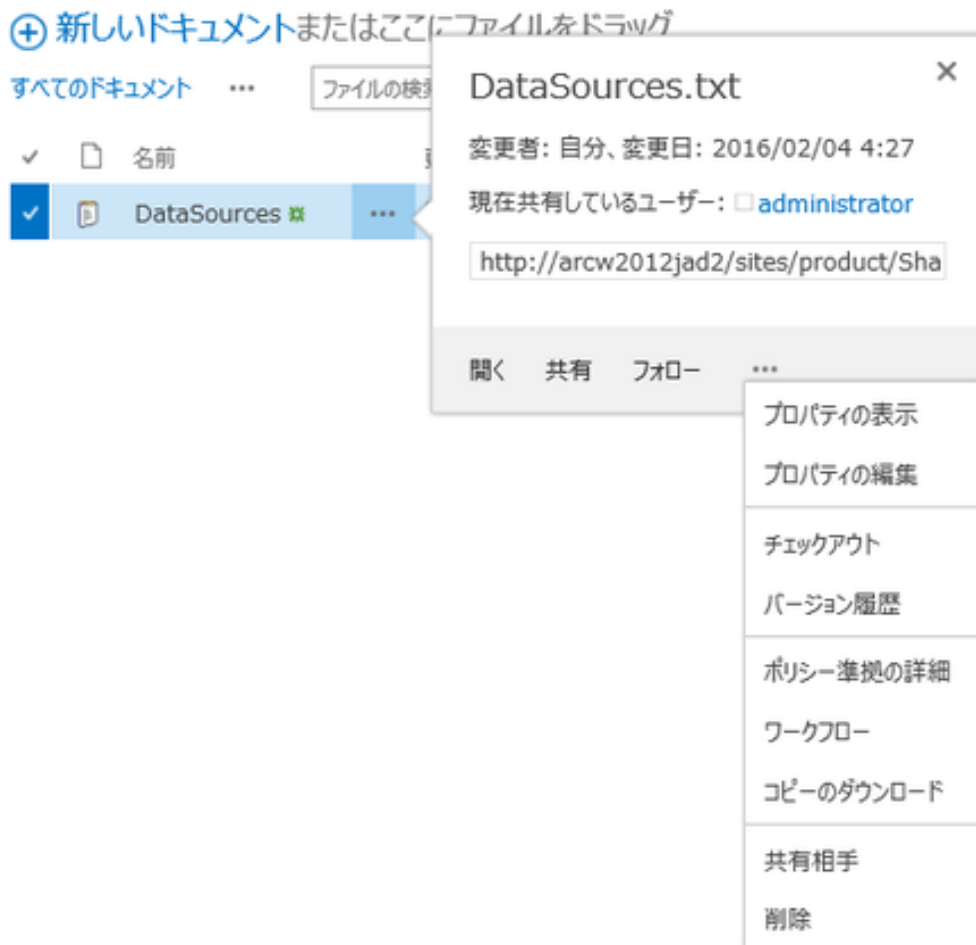 新しいドキュメントまたはここにファイルをドラッグ
すべてのドキュメント ... ファイルの検索
名前
DataSources ...
DataSources.txt
変更者: 自分、変更日: 2016/02/04 4:27
現在共有しているユーザー: administrator
http://arcw2012jad2/sites/product/Sha
開く 共有 フォロー ...
プロパティの表示
プロパティの編集
チェックアウト
バージョン履歴
ポリシー準拠の詳細
ワークフロー
コピーのダウンロード
共有相手
削除